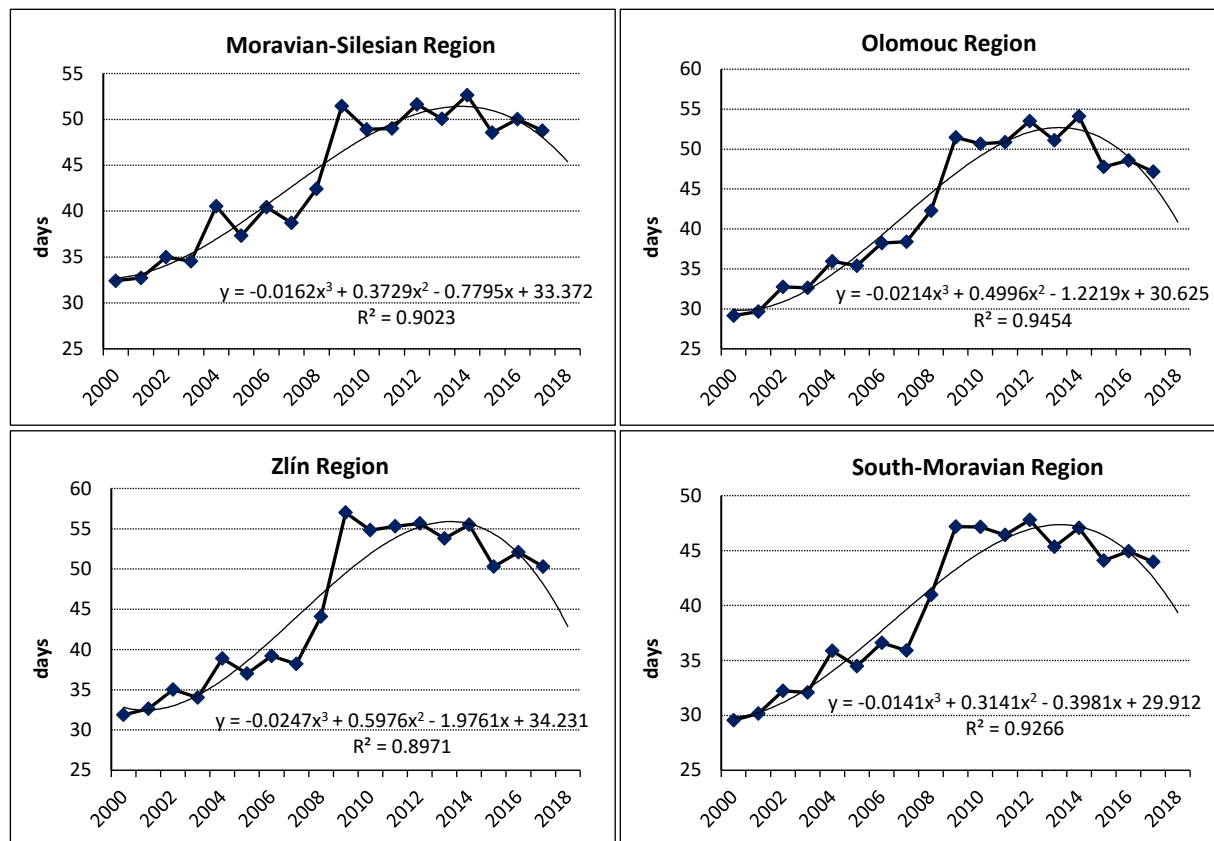 Moravian-Silesian Region
55
50
45
40
35
30
25
days
y = -0.0162x³ + 0.3729x² - 0.7795x + 33.372
R² = 0.9023
2000 2002 2004 2006 2008 2010 2012 2014 2016 2018
Olomouc Region
60
55
50
45
40
35
30
25
days
y = -0.0214x³ + 0.4996x² - 1.2219x + 30.625
R² = 0.9454
2000 2002 2004 2006 2008 2010 2012 2014 2016 2018
Zlín Region
60
55
50
45
40
35
30
25
days
y = -0.0247x³ + 0.5976x² - 1.9761x + 34.231
R² = 0.8971
2000 2002 2004 2006 2008 2010 2012 2014 2016 2018
South-Moravian Region
50
45
40
35
30
25
days
y = -0.0141x³ + 0.3141x² - 0.3981x + 29.912
R² = 0.9266
2000 2002 2004 2006 2008 2010 2012 2014 2016 2018